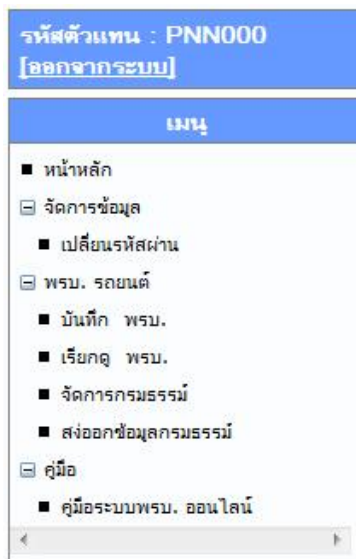 รหัสตัวแทน : PNN000
[ออกจากระบบ]
เมนู
หน้าหลัก
จัดการข้อมูล
เปลี่ยนรหัสผ่าน
พรบ. รถยนต์
บันทึก พรบ.
เรียกดู พรบ.
จัดการกรมธรรม์
ส่งออกข้อมูลกรมธรรม์
คู่มือ
คู่มือระบบพรบ. ออนไลน์